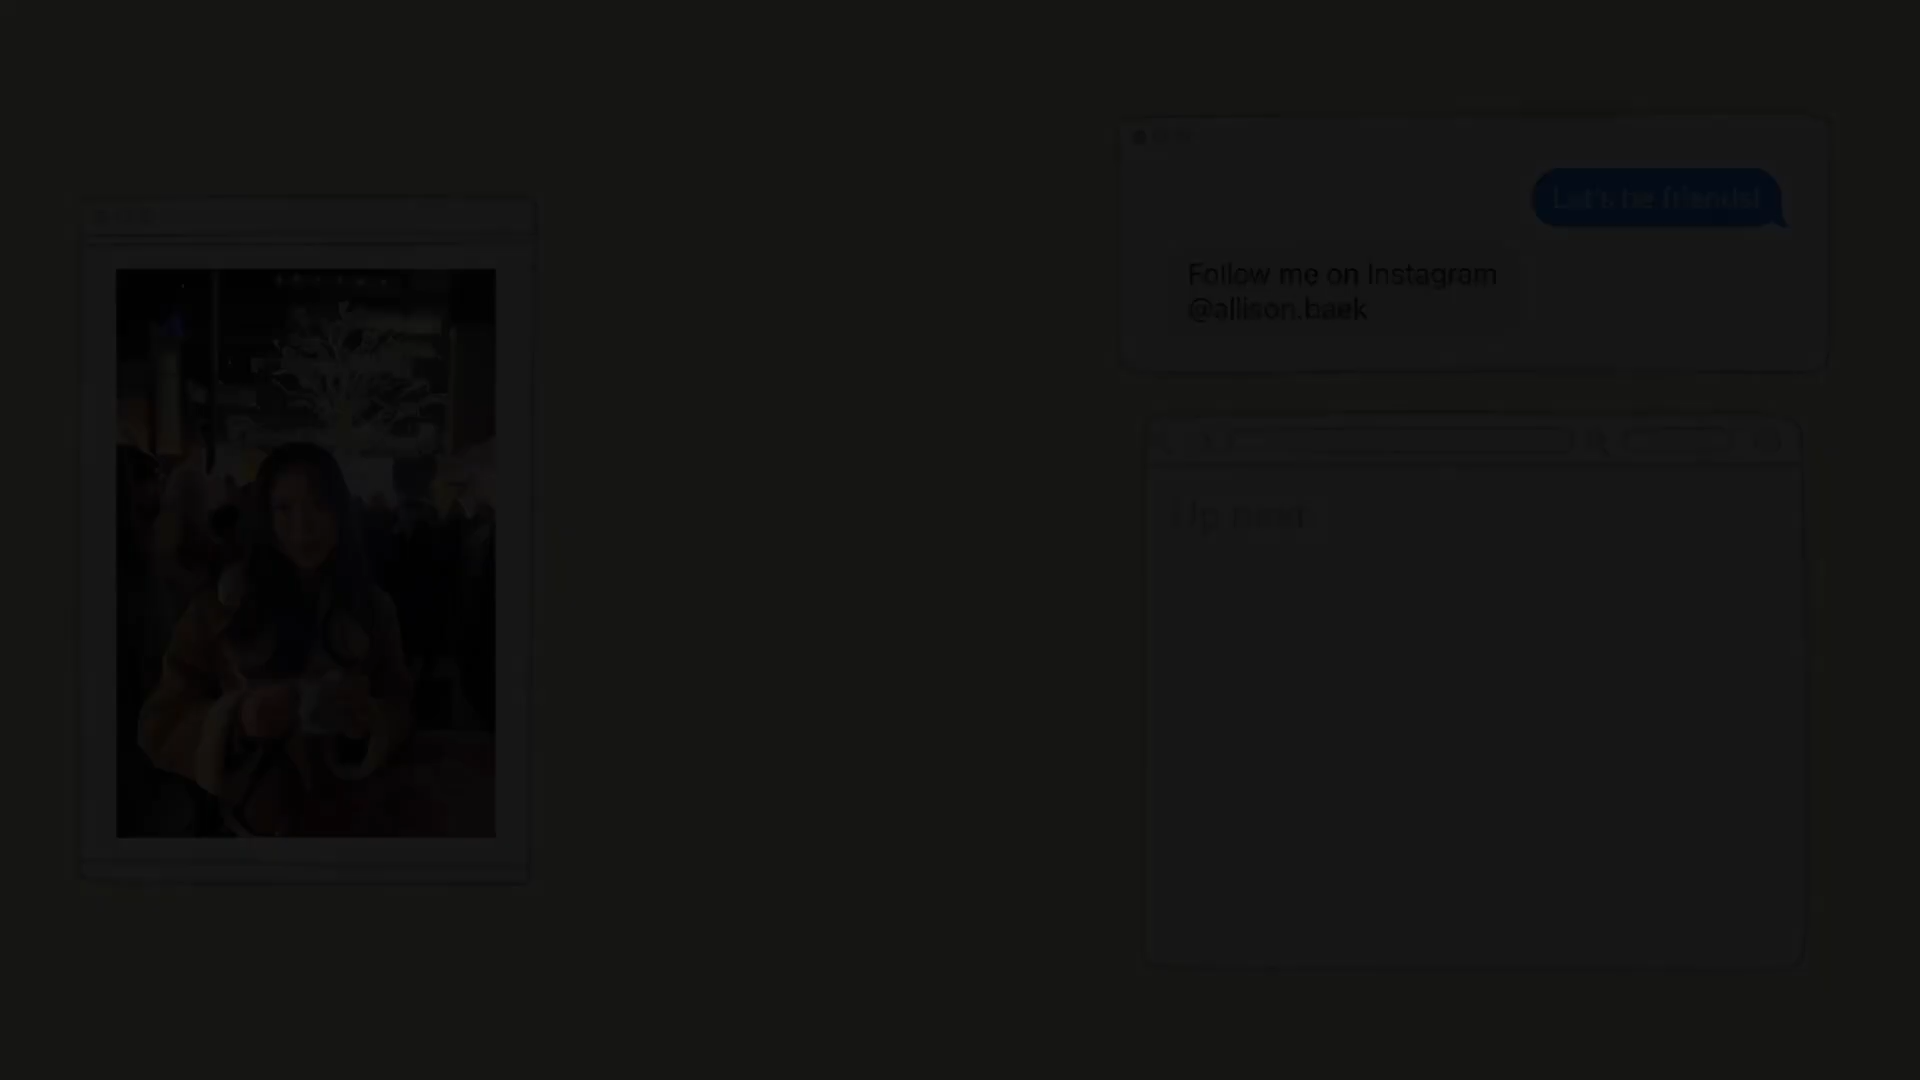 Let's be friends!
Follow me on Instagram
@allison.baek
Up next: